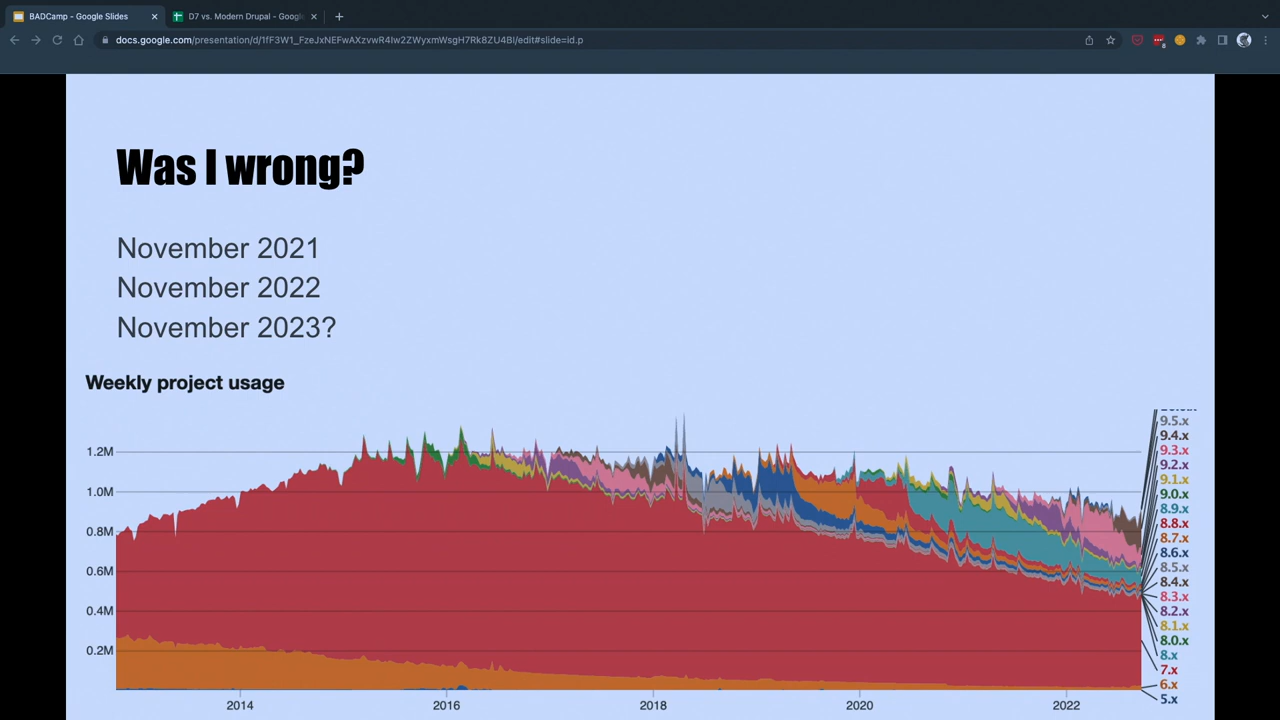 BADCamp - Google Slides
D7 vs. Modern Drupal - Google
docs.google.com/presentation/d/1fF3W1_FzeJxNEFwAXzvwR4Iw2ZWyxmWsgH7Rk8ZU4BI/edit#slide=id.p
8
Was I wrong?
November 2021
November 2022
November 2023?
Weekly project usage
1.2M
1.0M
0.8M
0.6M
0.4M
0.2M
2014
2016
2018
2020
2022
9.5.x
9.4.x
9.3.x
9.2.x
9.1.x
9.0.x
8.9.x
8.8.x
8.7.x
8.6.x
8.5.x
8.4.x
8.3.x
8.2.x
8.1.x
8.0.x
8.x
7.x
6.x
5.x